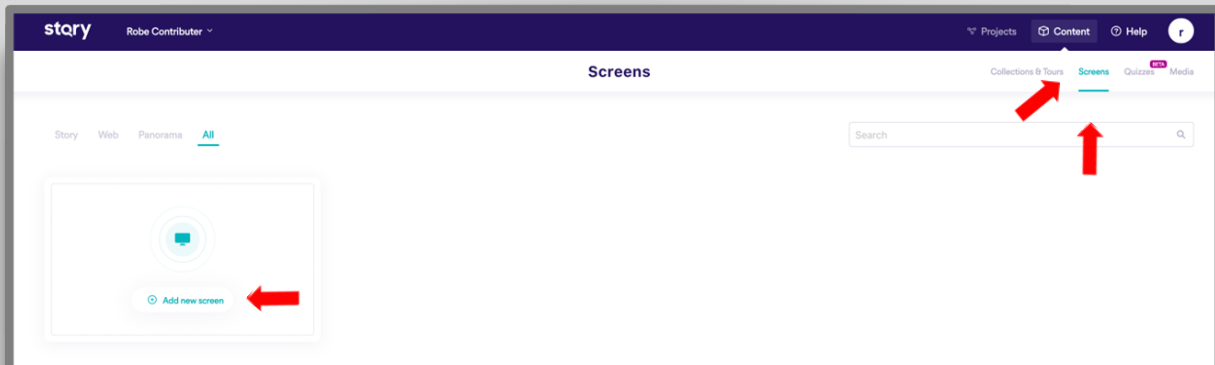 stqry Robe Contributer Projects Content Help r
Screens Collections & Tours Screens Quizzes BETA Media
Story Web Panorama All Search
Add new screen